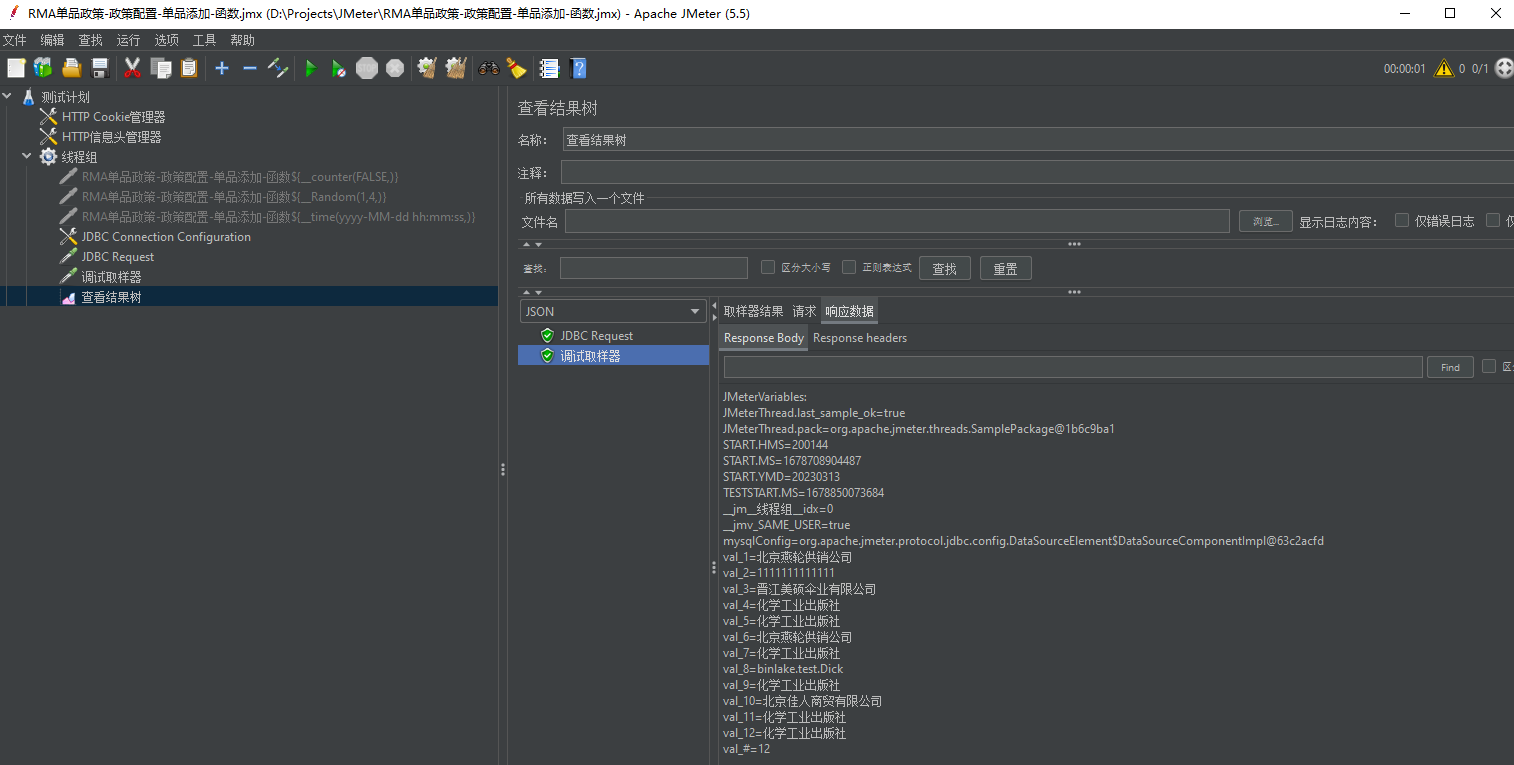 RMA单品政策-政策配置-单品添加-函数.jmx (D:\Projects\JMeter\RMA单品政策-政策配置-单品添加-函数.jmx) - Apache JMeter (5.5)
文件 编辑 查找 运行 选项 工具 帮助
00:00:01 0 0/1
测试计划
HTTP Cookie管理器
HTTP信息头管理器
线程组
RMA单品政策-政策配置-单品添加-函数${__counter(FALSE,)}
RMA单品政策-政策配置-单品添加-函数${__Random(1,4,)}
RMA单品政策-政策配置-单品添加-函数${__time(yyyy-MM-dd hh:mm:ss,)}
JDBC Connection Configuration
JDBC Request
调试取样器
查看结果树
查看结果树
名称： 查看结果树
注释：
所有数据写入一个文件
文件名 浏览... 显示日志内容： 仅错误日志 仅
查找: 区分大小写 正则表达式 查找 重置
JSON
JDBC Request
调试取样器
取样器结果 请求 响应数据
Response Body Response headers
Find 区
JMeterVariables:
JMeterThread.last_sample_ok=true
JMeterThread.pack=org.apache.jmeter.threads.SamplePackage@1b6c9ba1
START.HMS=200144
START.MS=1678708904487
START.YMD=20230313
TESTSTART.MS=1678850073684
__jm__线程组__idx=0
__jmv_SAME_USER=true
mysqlConfig=org.apache.jmeter.protocol.jdbc.config.DataSourceElement$DataSourceComponentImpl@63c2acfd
val_1=北京燕轮供销公司
val_2=1111111111111
val_3=晋江美硕伞业有限公司
val_4=化学工业出版社
val_5=化学工业出版社
val_6=北京燕轮供销公司
val_7=化学工业出版社
val_8=binlake.test.Dick
val_9=化学工业出版社
val_10=北京佳人商贸有限公司
val_11=化学工业出版社
val_12=化学工业出版社
val_#=12